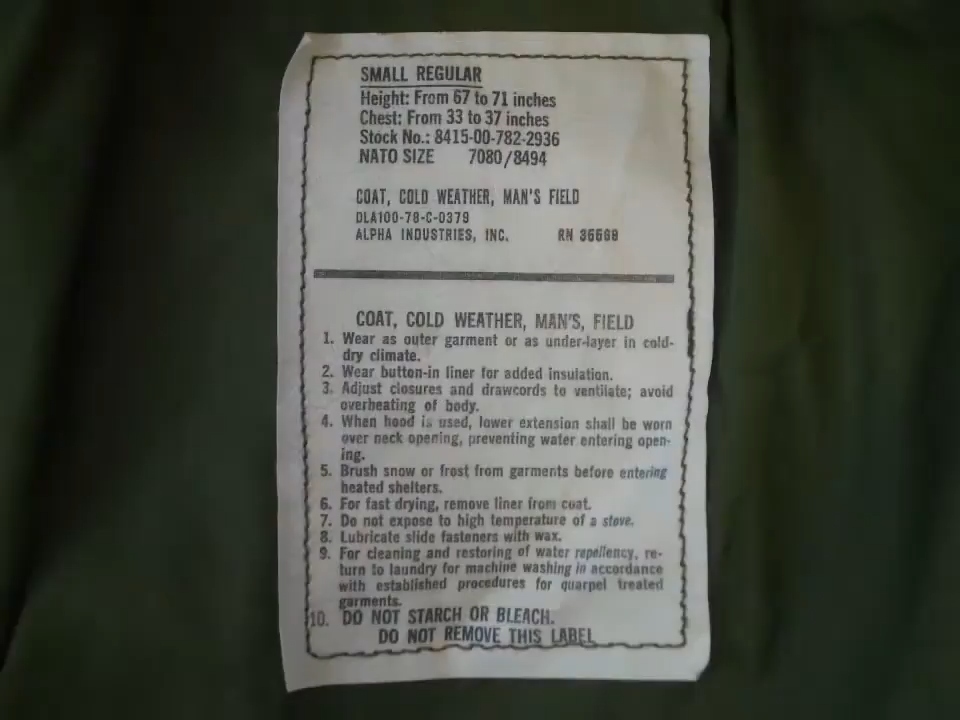 SMALL REGULAR
Height: From 67 to 71 inches
Chest: From 33 to 37 inches
Stock No.: 8415-00-782-2936
NATO SIZE 7080/8494
COAT, COLD WEATHER, MAN'S FIELD
DLA100-78-C-0379
ALPHA INDUSTRIES, INC. RN 35568
COAT, COLD WEATHER, MAN'S, FIELD
1. Wear as outer garment or as under-layer in cold-
dry climate.
2. Wear button-in liner for added insulation.
3. Adjust closures and drawcords to ventilate; avoid
overheating of body.
4. When hood is used, lower extension shall be worn
over neck opening, preventing water entering open-
ing.
5. Brush snow or frost from garments before entering
heated shelters.
6. For fast drying, remove liner from coat.
7. Do not expose to high temperature of a stove.
8. Lubricate slide fasteners with wax.
9. For cleaning and restoring of water repellency, re-
turn to laundry for machine washing in accordance
with established procedures for quarpel treated
garments.
10. DO NOT STARCH OR BLEACH.
DO NOT REMOVE THIS LABEL